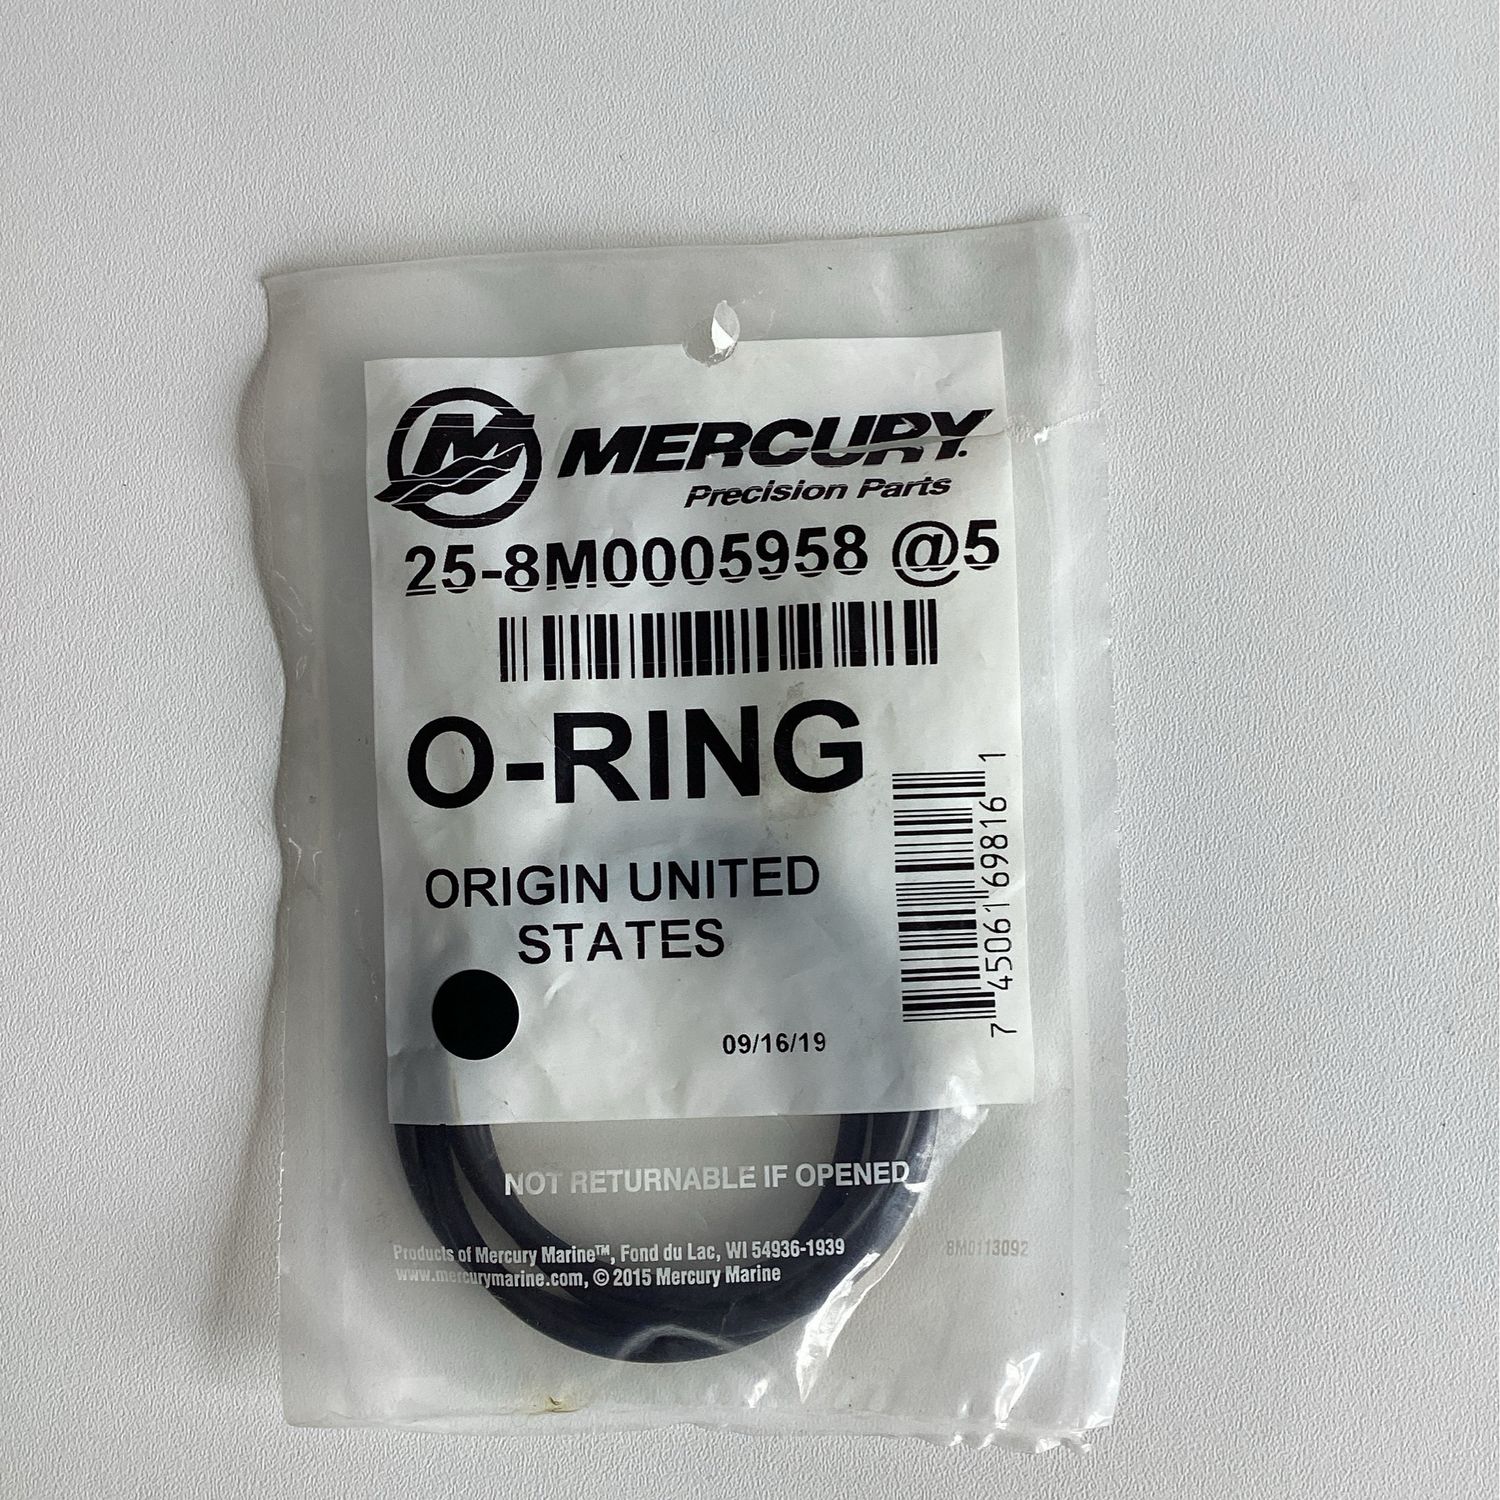 M MERCURY
Precision Parts
25-8M0005958 @5
O-RING
ORIGIN UNITED
STATES
7 45061 69816 1
09/16/19
NOT RETURNABLE IF OPENED
Products of Mercury Marine™, Fond du Lac, WI 54936-1939
www.mercurymarine.com, © 2015 Mercury Marine
8M0113092